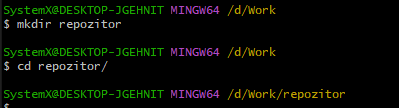 SystemX@DESKTOP-JGEHNIT MINGW64 /d/Work
$ mkdir repozitor
SystemX@DESKTOP-JGEHNIT MINGW64 /d/Work
$ cd repozitor/
SystemX@DESKTOP-JGEHNIT MINGW64 /d/Work/repozitor
$